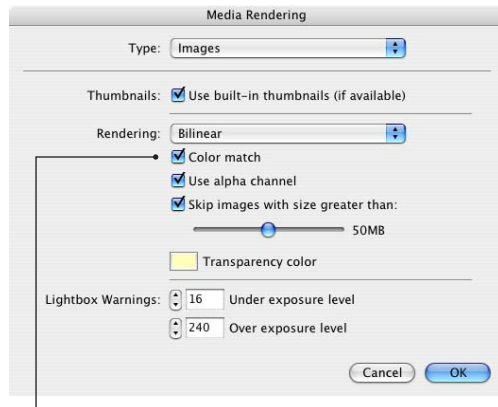 Media Rendering
Type: Images
Thumbnails: Use built-in thumbnails (if available)
Rendering: Bilinear
Color match
Use alpha channel
Skip images with size greater than:
50MB
Transparency color
Lightbox Warnings: 16 Under exposure level
240 Over exposure level
Cancel OK